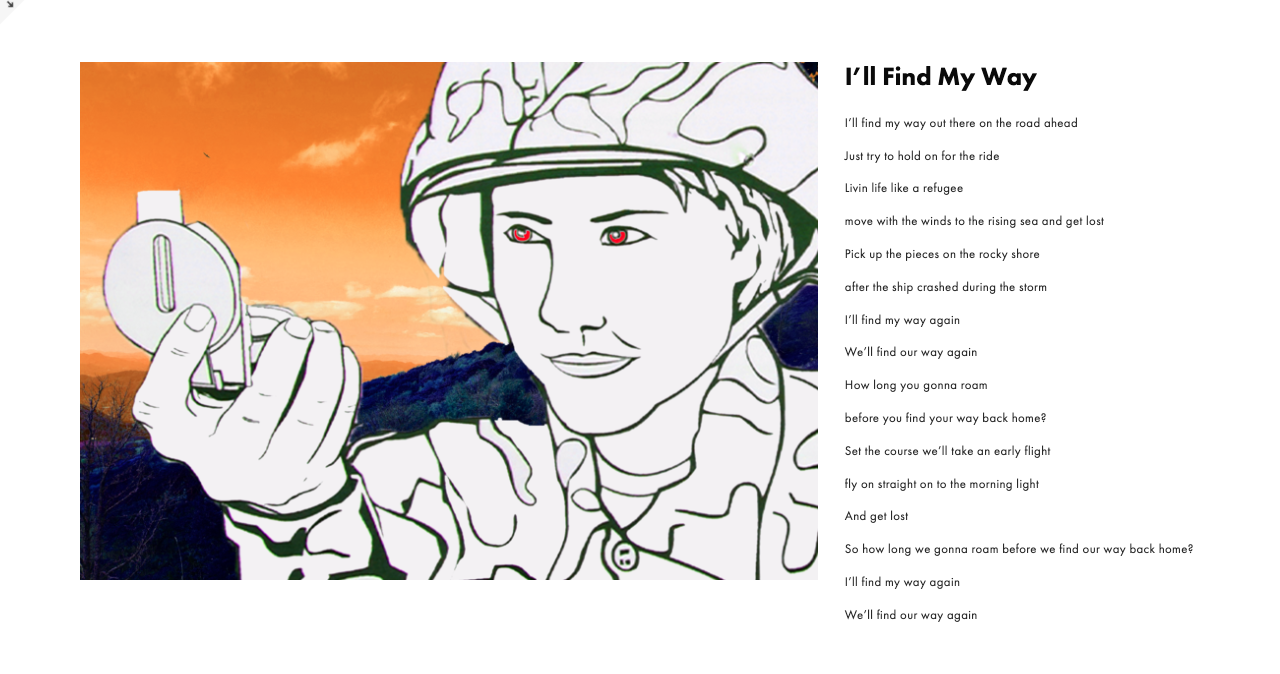 I'll Find My Way
I'll find my way out there on the road ahead
Just try to hold on for the ride
Livin life like a refugee
move with the winds to the rising sea and get lost
Pick up the pieces on the rocky shore
after the ship crashed during the storm
I'll find my way again
We'll find our way again
How long you gonna roam
before you find your way back home?
Set the course we'll take an early flight
fly on straight on to the morning light
And get lost
So how long we gonna roam before we find our way back home?
I'll find my way again
We'll find our way again